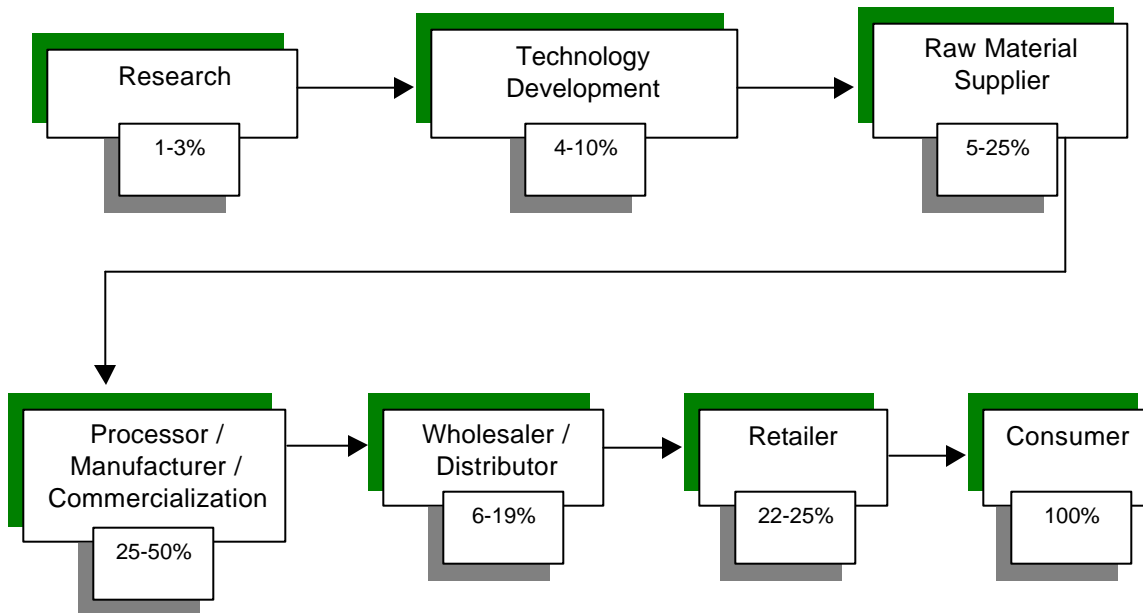 Research
1-3%
Technology
Development
4-10%
Raw Material
Supplier
5-25%
Processor /
Manufacturer /
Commercialization
25-50%
Wholesaler /
Distributor
6-19%
Retailer
22-25%
Consumer
100%